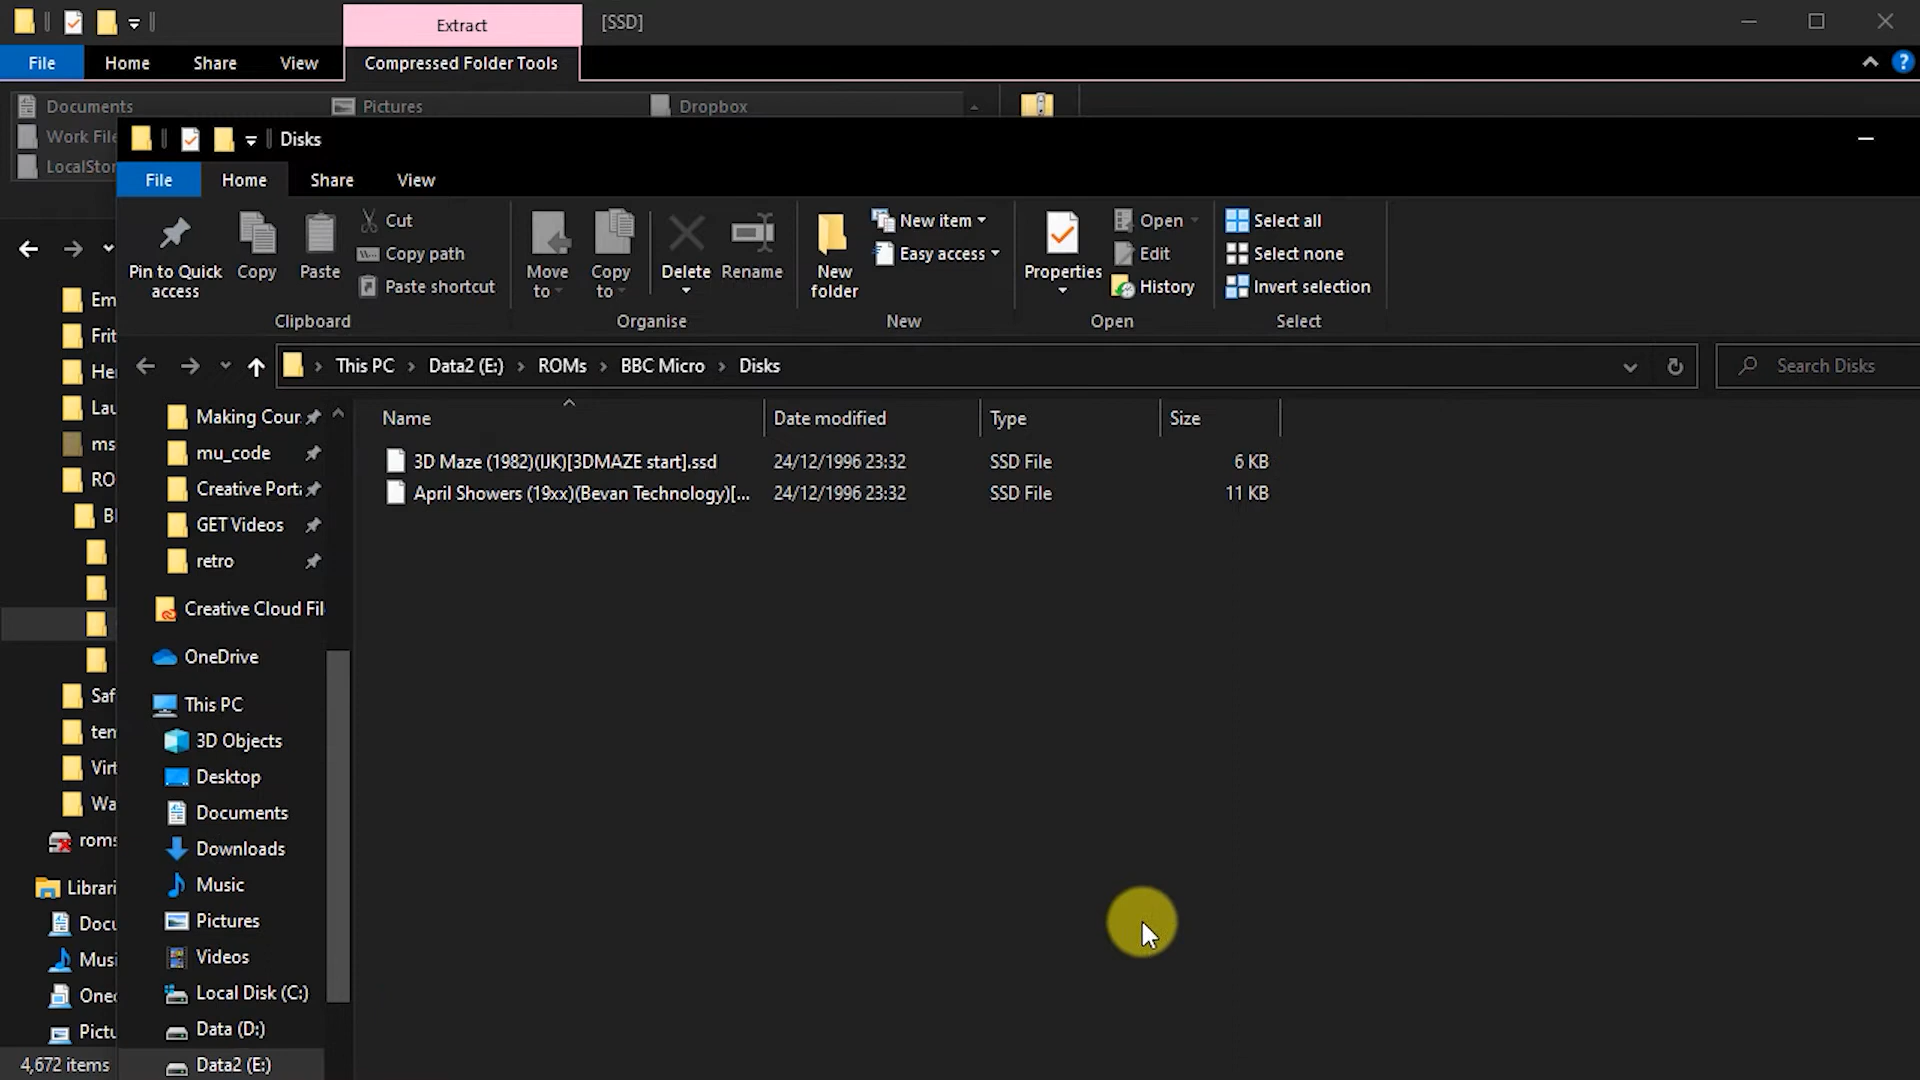 Extract
[SSD]
File
Home
Share
View
Compressed Folder Tools
Documents
Pictures
Dropbox
Work File
LocalStor
Disks
File
Home
Share
View
Pin to Quick access
Copy
Paste
Cut
Copy path
Paste shortcut
Move to
Copy to
Delete
Rename
New folder
New item
Easy access
Properties
Open
Edit
History
Select all
Select none
Invert selection
Clipboard
Organise
New
Open
Select
This PC > Data2 (E:) > ROMs > BBC Micro > Disks
Search Disks
Em
Frit
Her
Lau
ms
RO
Saf
ten
Virt
Wa
roms
Librari
Docu
Musi
Pictu
4,672 items
Making Cour
mu_code
Creative Port
GET Videos
retro
Creative Cloud Fil
OneDrive
This PC
3D Objects
Desktop
Documents
Downloads
Music
Pictures
Videos
Local Disk (C:)
Data (D:)
Data2 (E:)
Name
Date modified
Type
Size
3D Maze (1982)(IJK)[3DMAZE start].ssd
24/12/1996 23:32
SSD File
6 KB
April Showers (19xx)(Bevan Technology)[...
24/12/1996 23:32
SSD File
11 KB